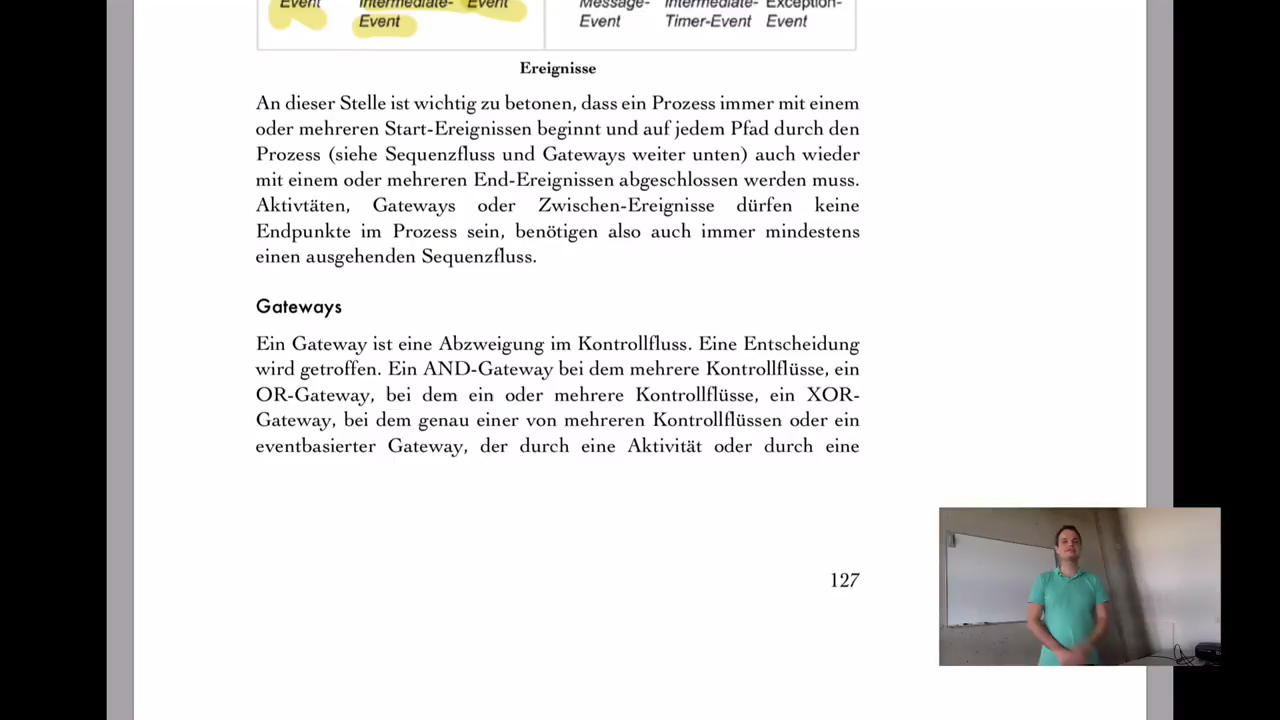 Event Intermediate- Event Message- Intermediate- Exception-
Event Event Timer-Event Event
Ereignisse
An dieser Stelle ist wichtig zu betonen, dass ein Prozess immer mit einem
oder mehreren Start-Ereignissen beginnt und auf jedem Pfad durch den
Prozess (siehe Sequenzfluss und Gateways weiter unten) auch wieder
mit einem oder mehreren End-Ereignissen abgeschlossen werden muss.
Aktivtäten, Gateways oder Zwischen-Ereignisse dürfen keine
Endpunkte im Prozess sein, benötigen also auch immer mindestens
einen ausgehenden Sequenzfluss.
Gateways
Ein Gateway ist eine Abzweigung im Kontrollfluss. Eine Entscheidung
wird getroffen. Ein AND-Gateway bei dem mehrere Kontrollflüsse, ein
OR-Gateway, bei dem ein oder mehrere Kontrollflüsse, ein XOR-
Gateway, bei dem genau einer von mehreren Kontrollflüssen oder ein
eventbasierter Gateway, der durch eine Aktivität oder durch eine
127